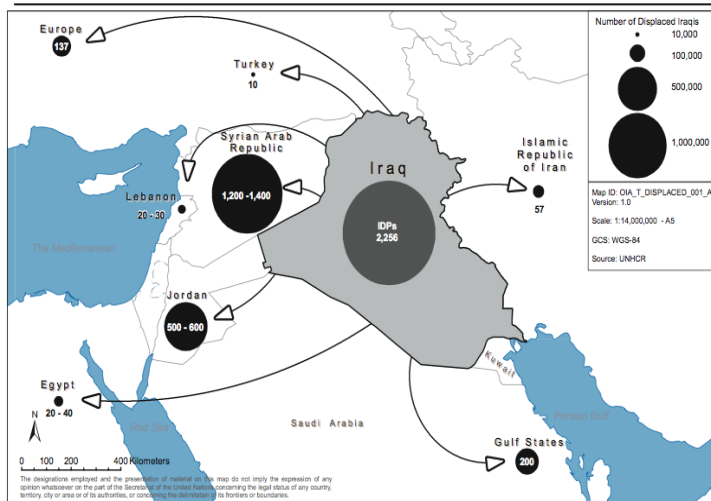 Europe
137
Turkey
10
Syrian Arab
Republic
1,200 -1,400
Iraq
IDPs
2,256
Islamic
Republic
of Iran
57
Lebanon
20 - 30
The Mediterranean
Jordan
500 - 600
Egypt
20 - 40
N
Red Sea
Saudi Arabia
Kuwait
Persian Gulf
Gulf States
200
0 100 200 400 Kilometers
The designations employed and the presentation of material on this map do not imply the expression of any
opinion whatsoever on the part of the Secretariat of the United Nations concerning the legal status of any country,
territory, city or area or of its authorities, or concerning the delimitation of its frontiers or boundaries.
Number of Displaced Iraqis
10,000
100,000
500,000
1,000,000
Map ID: OIA_T_DISPLACED_001_A
Version: 1.0
Scale: 1:14,000,000 - A5
GCS: WGS-84
Source: UNHCR